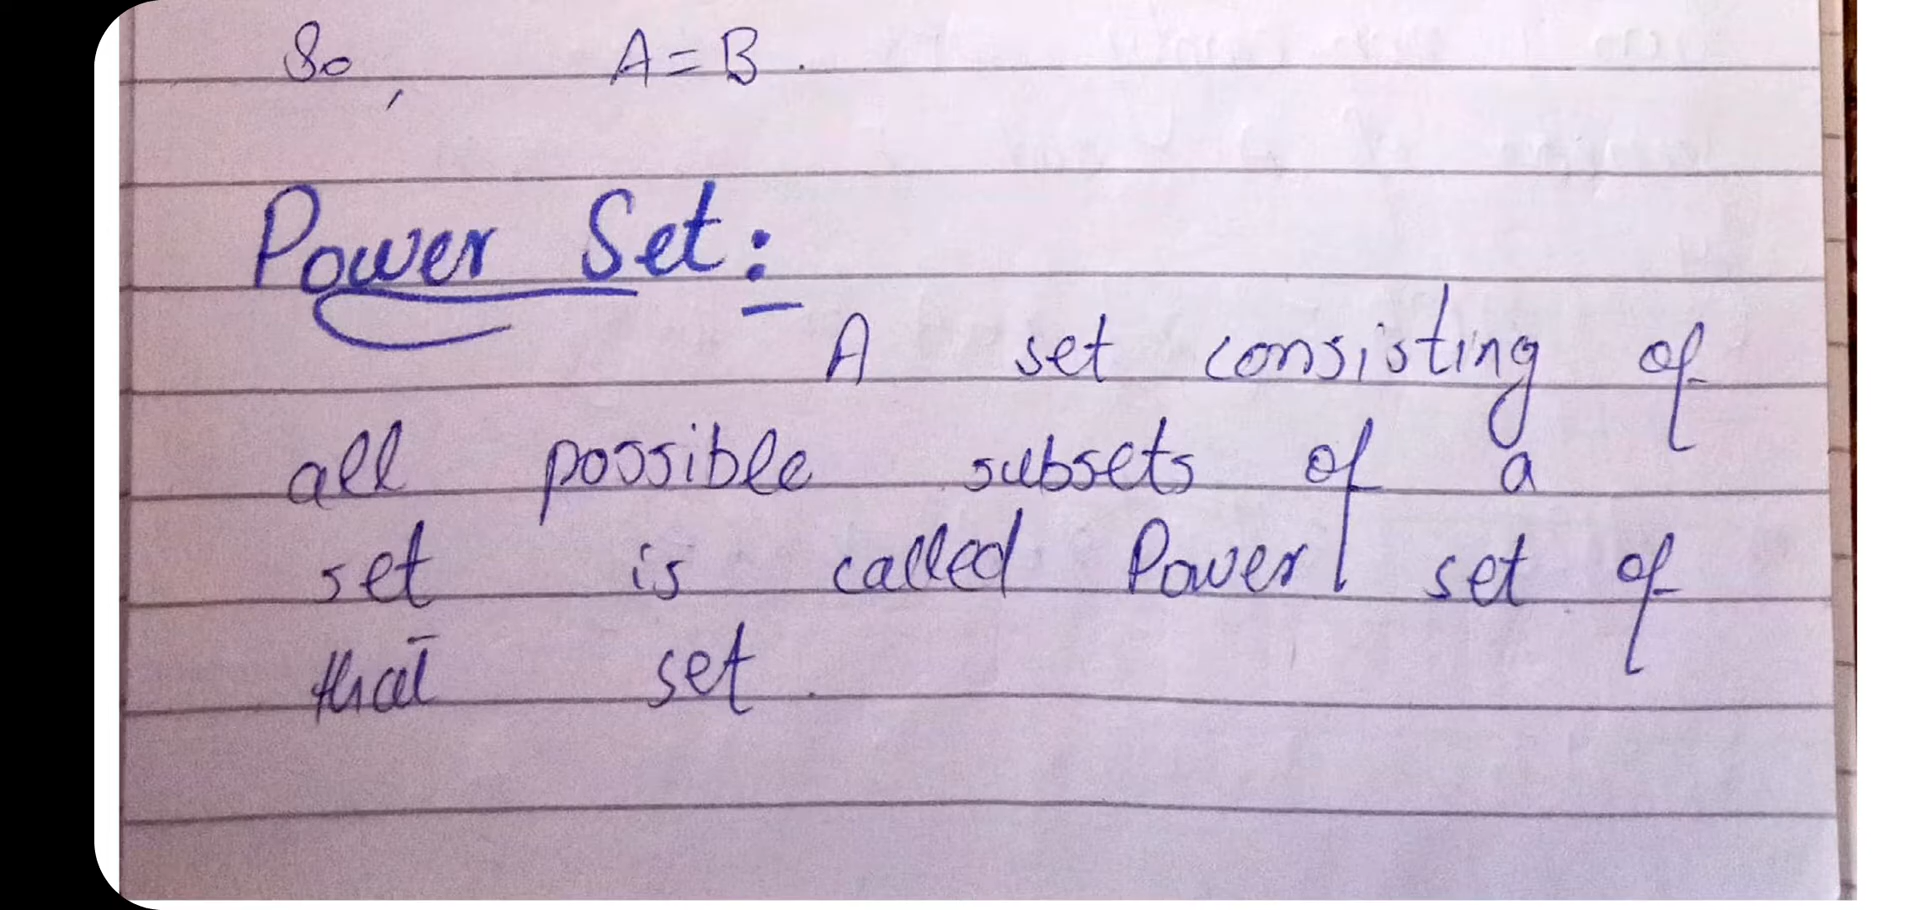 So, A = B.
Power Set:
A set consisting of
all possible subsets of a
set is called Power set of
that set.